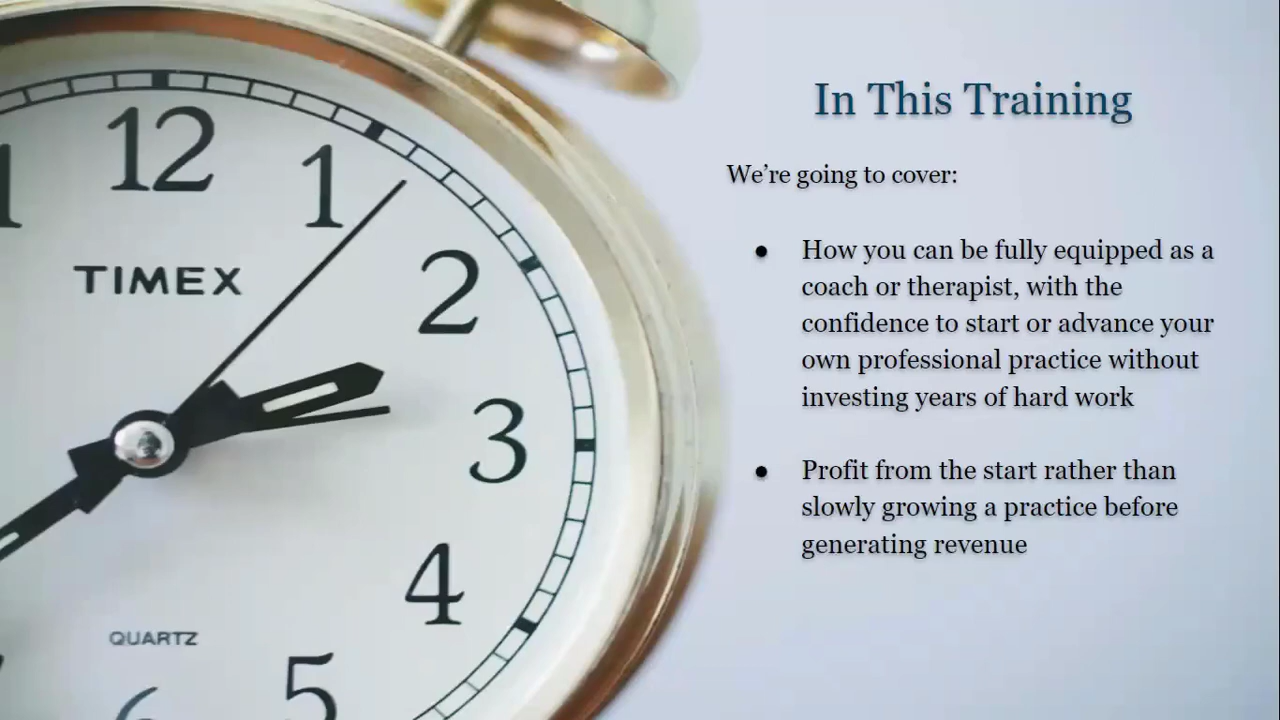 In This Training
We're going to cover:
● How you can be fully equipped as a
coach or therapist, with the
confidence to start or advance your
own professional practice without
investing years of hard work
● Profit from the start rather than
slowly growing a practice before
generating revenue
12
1
1
2
TIMEX
3
4
QUARTZ
5
6